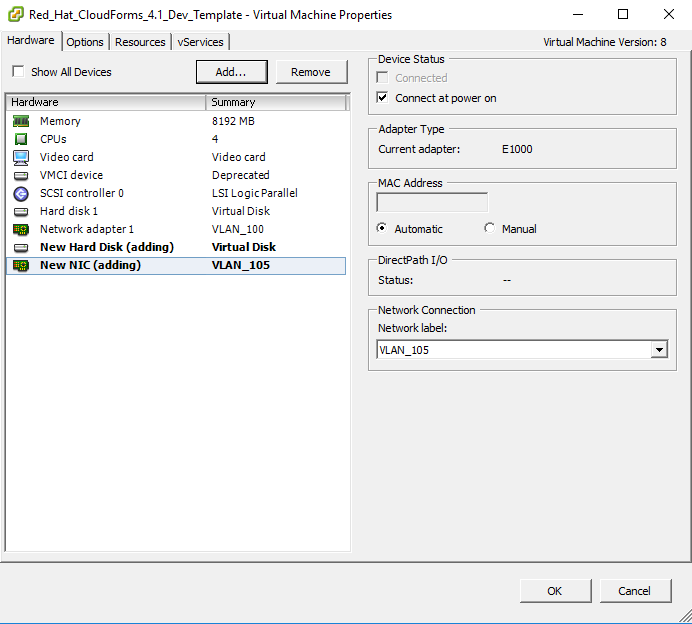 Red_Hat_CloudForms_4.1_Dev_Template - Virtual Machine Properties
Hardware Options Resources vServices Virtual Machine Version: 8
Show All Devices Add... Remove
Hardware Summary
Memory 8192 MB
CPUs 4
Video card Video card
VMCI device Deprecated
SCSI controller 0 LSI Logic Parallel
Hard disk 1 Virtual Disk
Network adapter 1 VLAN_100
New Hard Disk (adding) Virtual Disk
New NIC (adding) VLAN_105
Device Status
Connected
Connect at power on
Adapter Type
Current adapter: E1000
MAC Address
Automatic Manual
DirectPath I/O
Status: --
Network Connection
Network label:
VLAN_105
OK Cancel